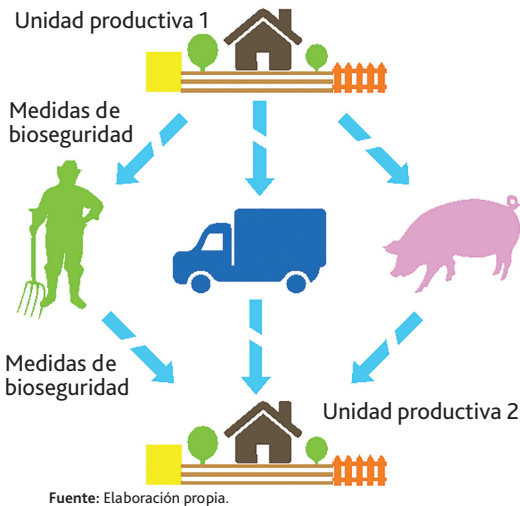 Unidad productiva 1
Medidas de
bioseguridad
Medidas de
bioseguridad
Unidad productiva 2
Fuente: Elaboración propia.